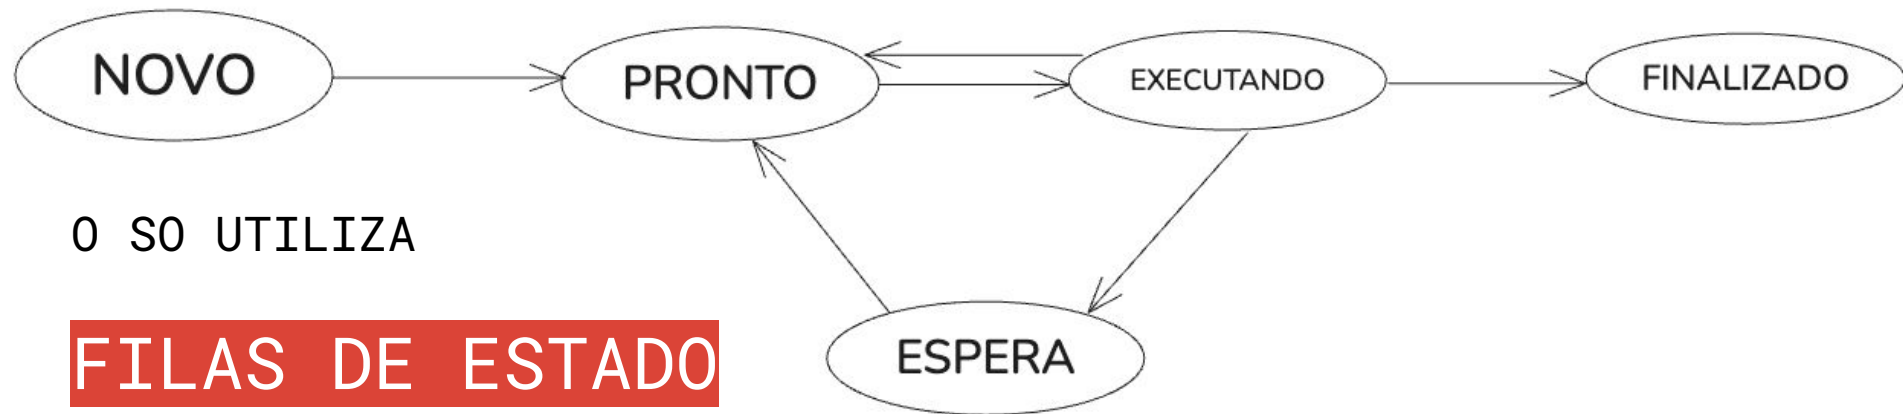 NOVO
PRONTO
EXECUTANDO
FINALIZADO
O SO UTILIZA
FILAS DE ESTADO
ESPERA